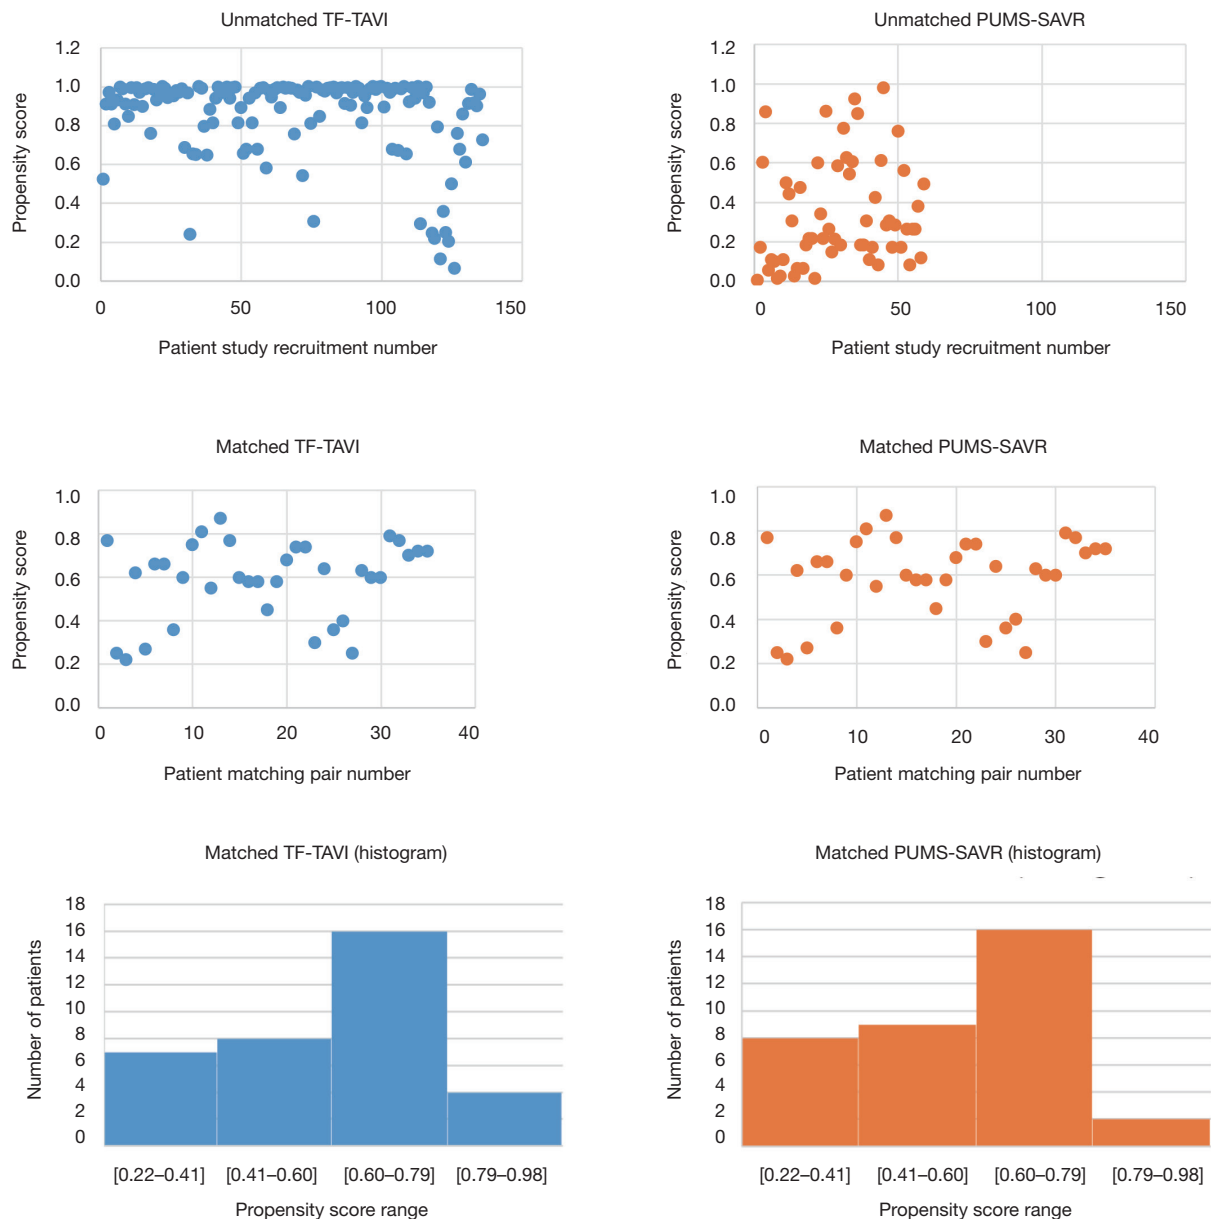 Unmatched TF-TAVI
Propensity score
1.2
1.0
0.8
0.6
0.4
0.2
0.0
0 50 100 150
Patient study recruitment number
Unmatched PUMS-SAVR
Propensity score
1.2
1.0
0.8
0.6
0.4
0.2
0.0
0 50 100 150
Patient study recruitment number
Matched TF-TAVI
Propensity score
1.0
0.8
0.6
0.4
0.2
0.0
0 10 20 30 40
Patient matching pair number
Matched PUMS-SAVR
Propensity score
1.0
0.8
0.6
0.4
0.2
0.0
0 10 20 30 40
Patient matching pair number
Matched TF-TAVI (histogram)
Number of patients
18
16
14
12
10
8
6
4
2
0
[0.22–0.41] [0.41–0.60] [0.60–0.79] [0.79–0.98]
Propensity score range
Matched PUMS-SAVR (histogram)
Number of patients
18
16
14
12
10
8
6
4
2
0
[0.22–0.41] [0.41–0.60] [0.60–0.79] [0.79–0.98]
Propensity score range